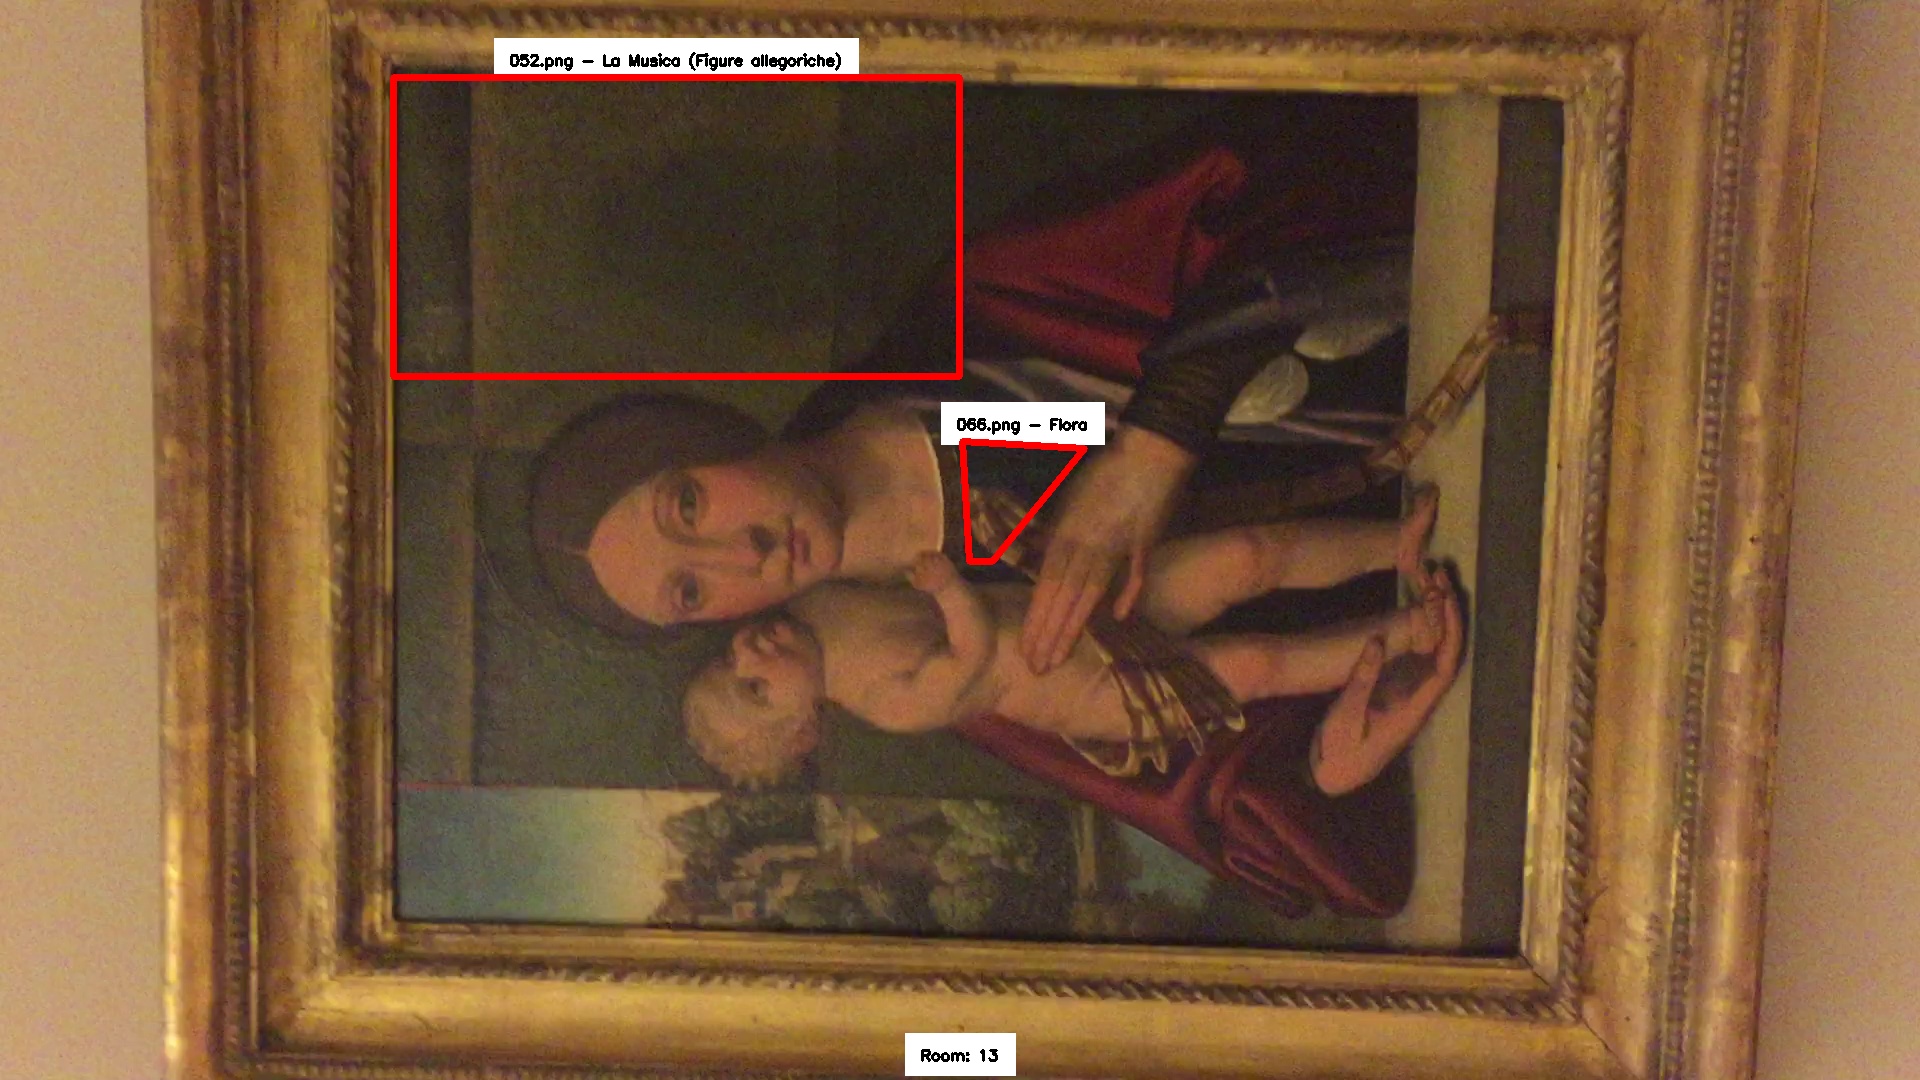 052.png - La Musica (Figure allegoriche)
066.png - Flora
Room: 13